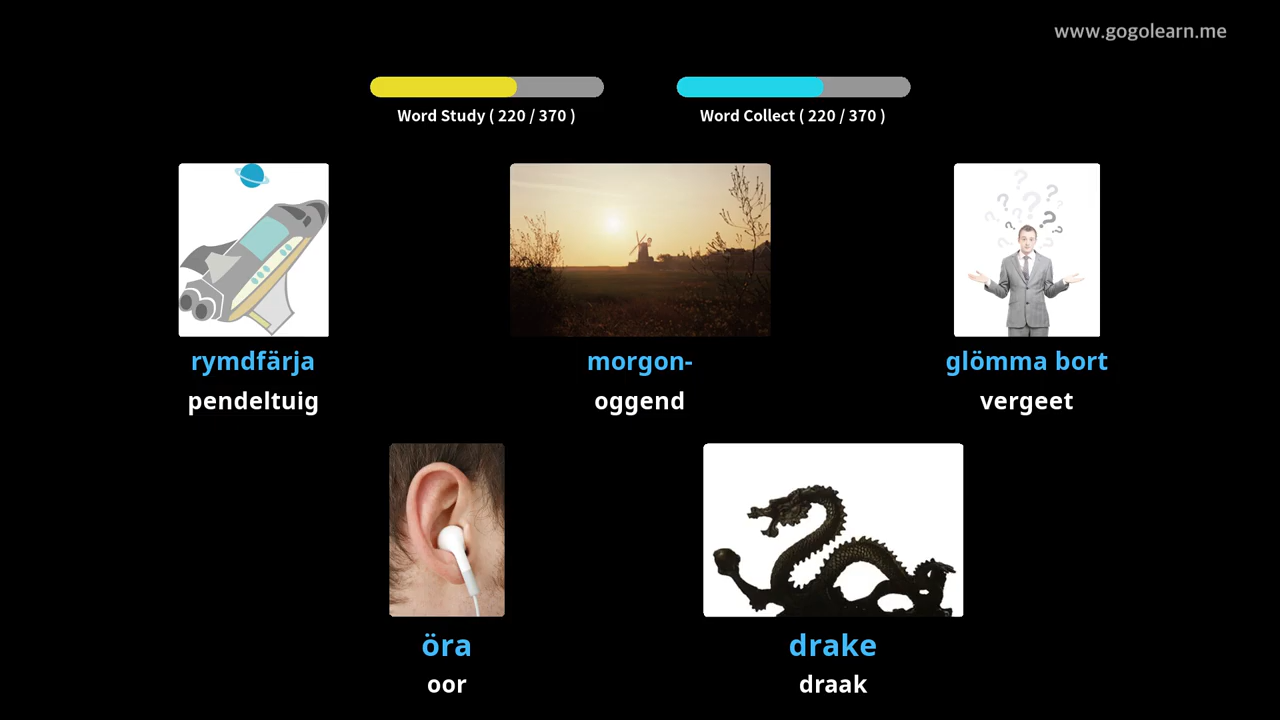 www.gogolearn.me
Word Study ( 220 / 370 )
Word Collect ( 220 / 370 )
rymdfärja
pendeltuig
morgon-
oggend
glömma bort
vergeet
öra
oor
drake
draak